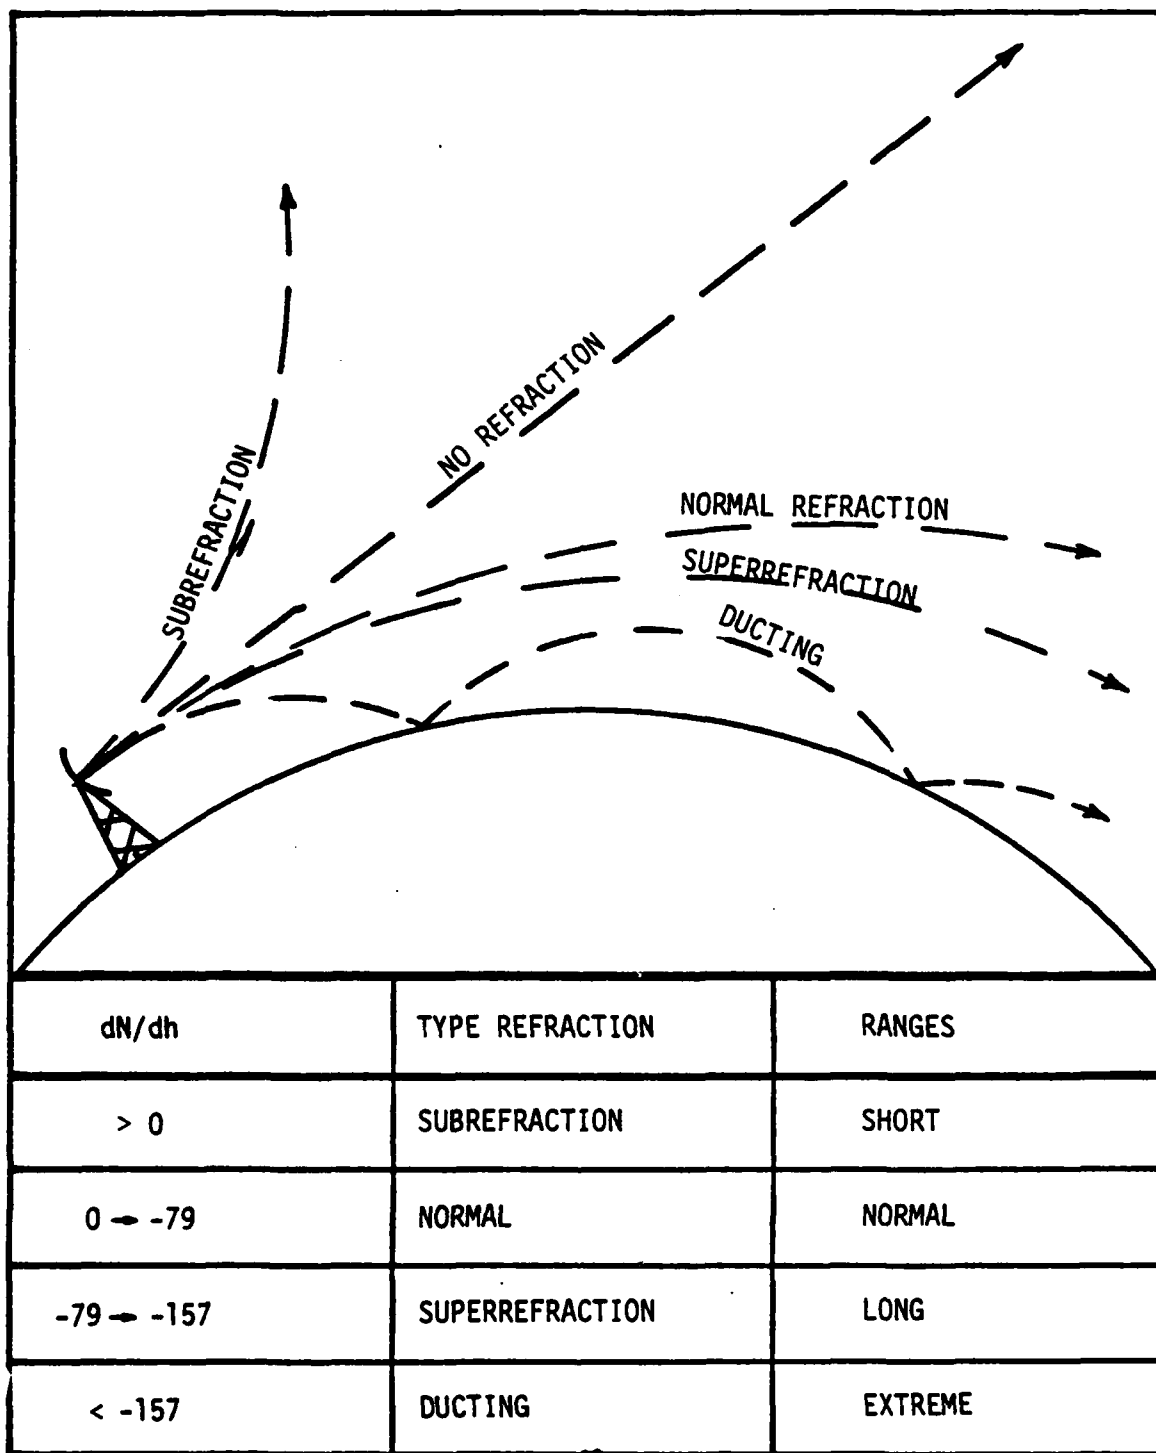 NO REFRACTION
SUBREFRACTION
NORMAL REFRACTION
SUPERREFRACTION
DUCTING
dN/dh TYPE REFRACTION RANGES
> 0 SUBREFRACTION SHORT
0 → -79 NORMAL NORMAL
-79 → -157 SUPERREFRACTION LONG
< -157 DUCTING EXTREME